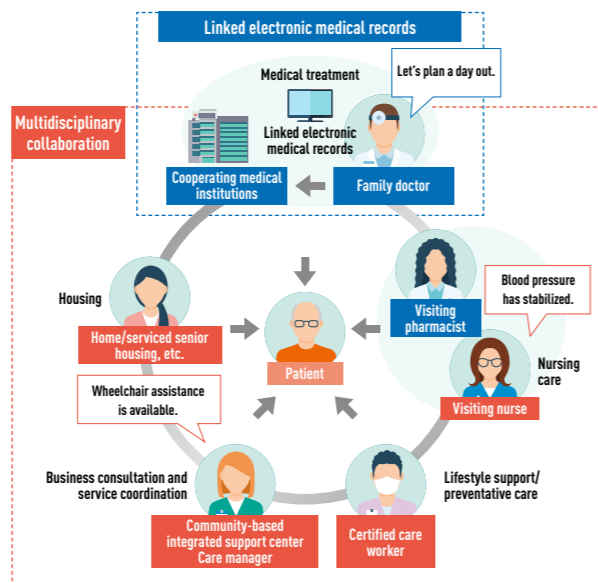 Linked electronic medical records
Medical treatment
Let's plan a day out.
Multidisciplinary
collaboration
Linked electronic
medical records
Cooperating medical
institutions
Family doctor
Housing
Home/serviced senior
housing, etc.
Visiting
pharmacist
Blood pressure
has stabilized.
Patient
Nursing
care
Visiting nurse
Wheelchair assistance
is available.
Business consultation and
service coordination
Community-based
integrated support center
Care manager
Certified care
worker
Lifestyle support/
preventative care